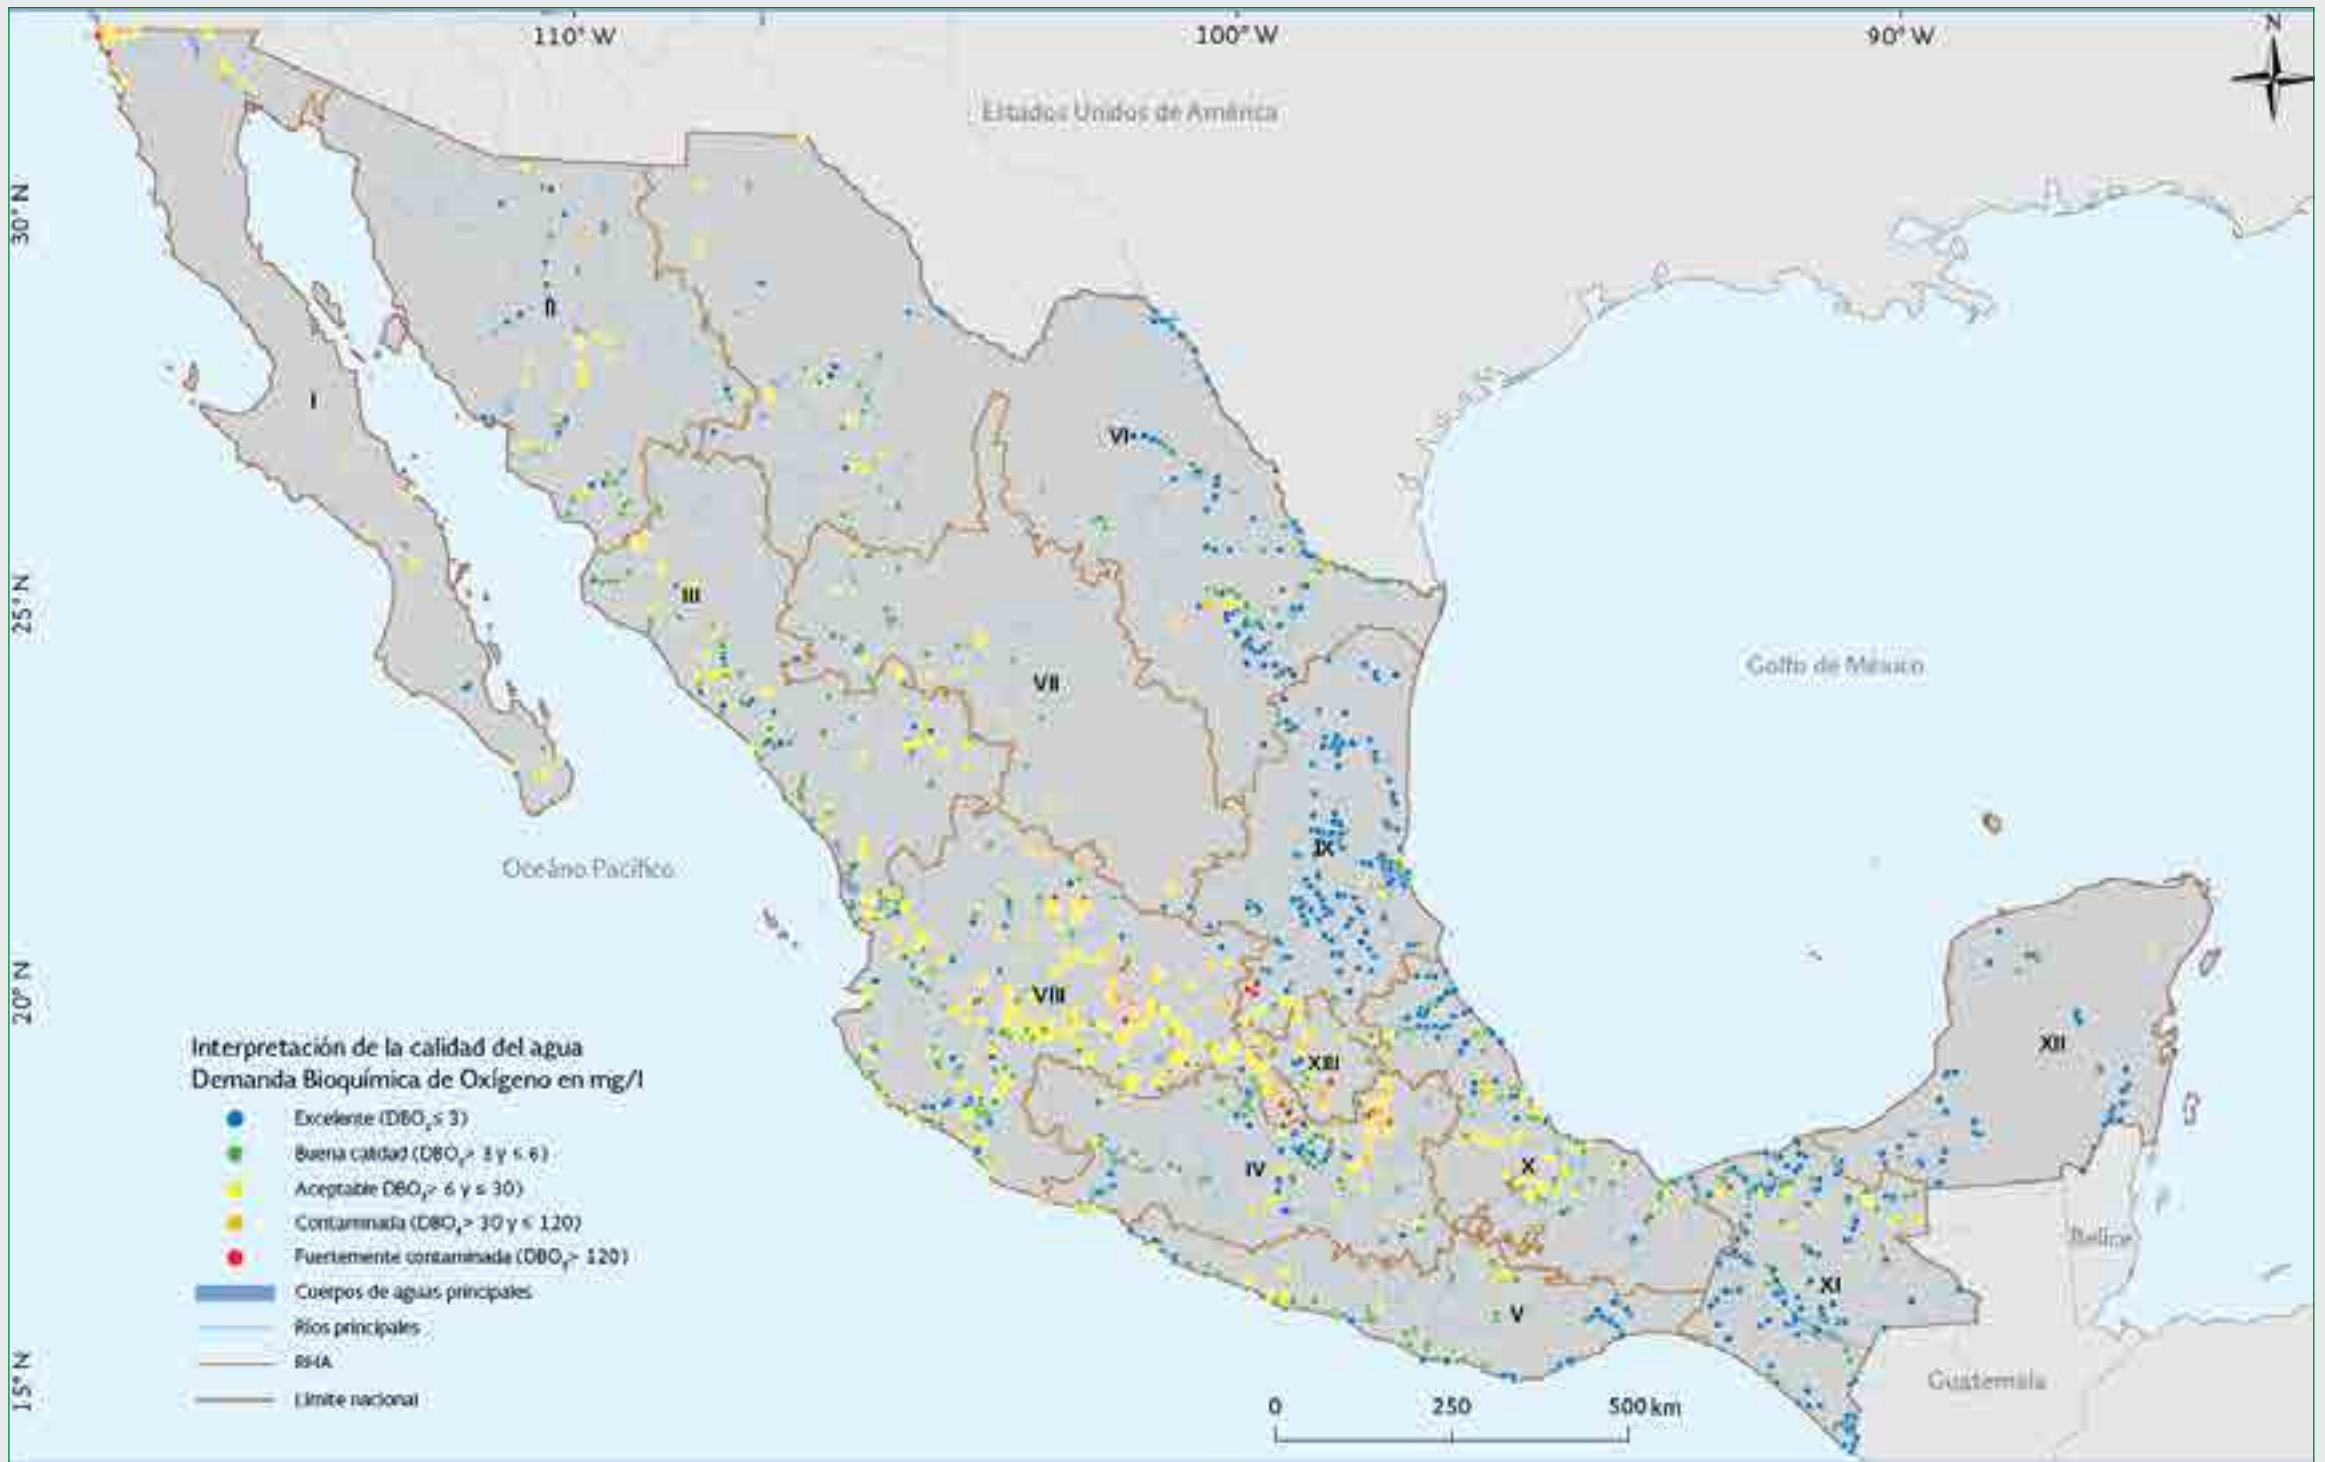 110° W
100° W
90° W
N
Estados Unidos de América
30° N
II
I
VI
25° N
III
Golfo de México
VII
IX
Océano Pacífico
20° N
VIII
XII
XIII
Interpretación de la calidad del agua
Demanda Bioquímica de Oxígeno en mg/l
Excelente (DBO₅≤ 3)
Buena calidad (DBO₅> 3 y ≤ 6)
Aceptable DBO₅> 6 y ≤ 30)
Contaminada (DBO₅> 30 y ≤ 120)
Fuertemente contaminada (DBO₅> 120)
Cuerpos de aguas principales
Ríos principales
RHA
Límite nacional
IV
X
Belice
XI
V
15° N
Guatemala
0 250 500 km